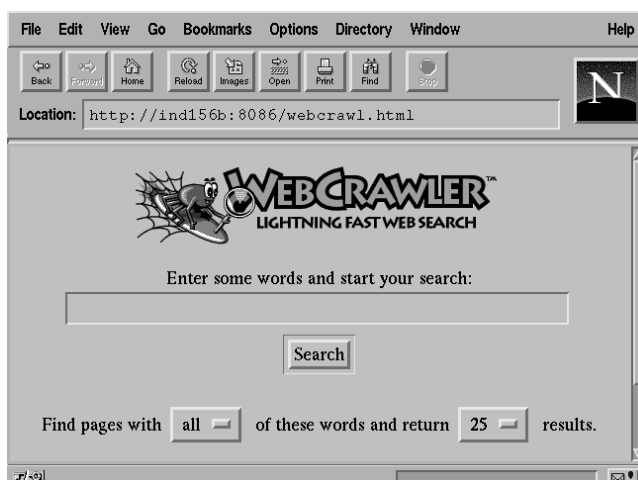 File Edit View Go Bookmarks Options Directory Window Help
Back Forward Home Reload Images Open Print Find Stop
N
Location: http://ind156b:8086/webcrawl.html
WEBCRAWLER™
LIGHTNING FAST WEB SEARCH
Enter some words and start your search:
Search
Find pages with all of these words and return 25 results.